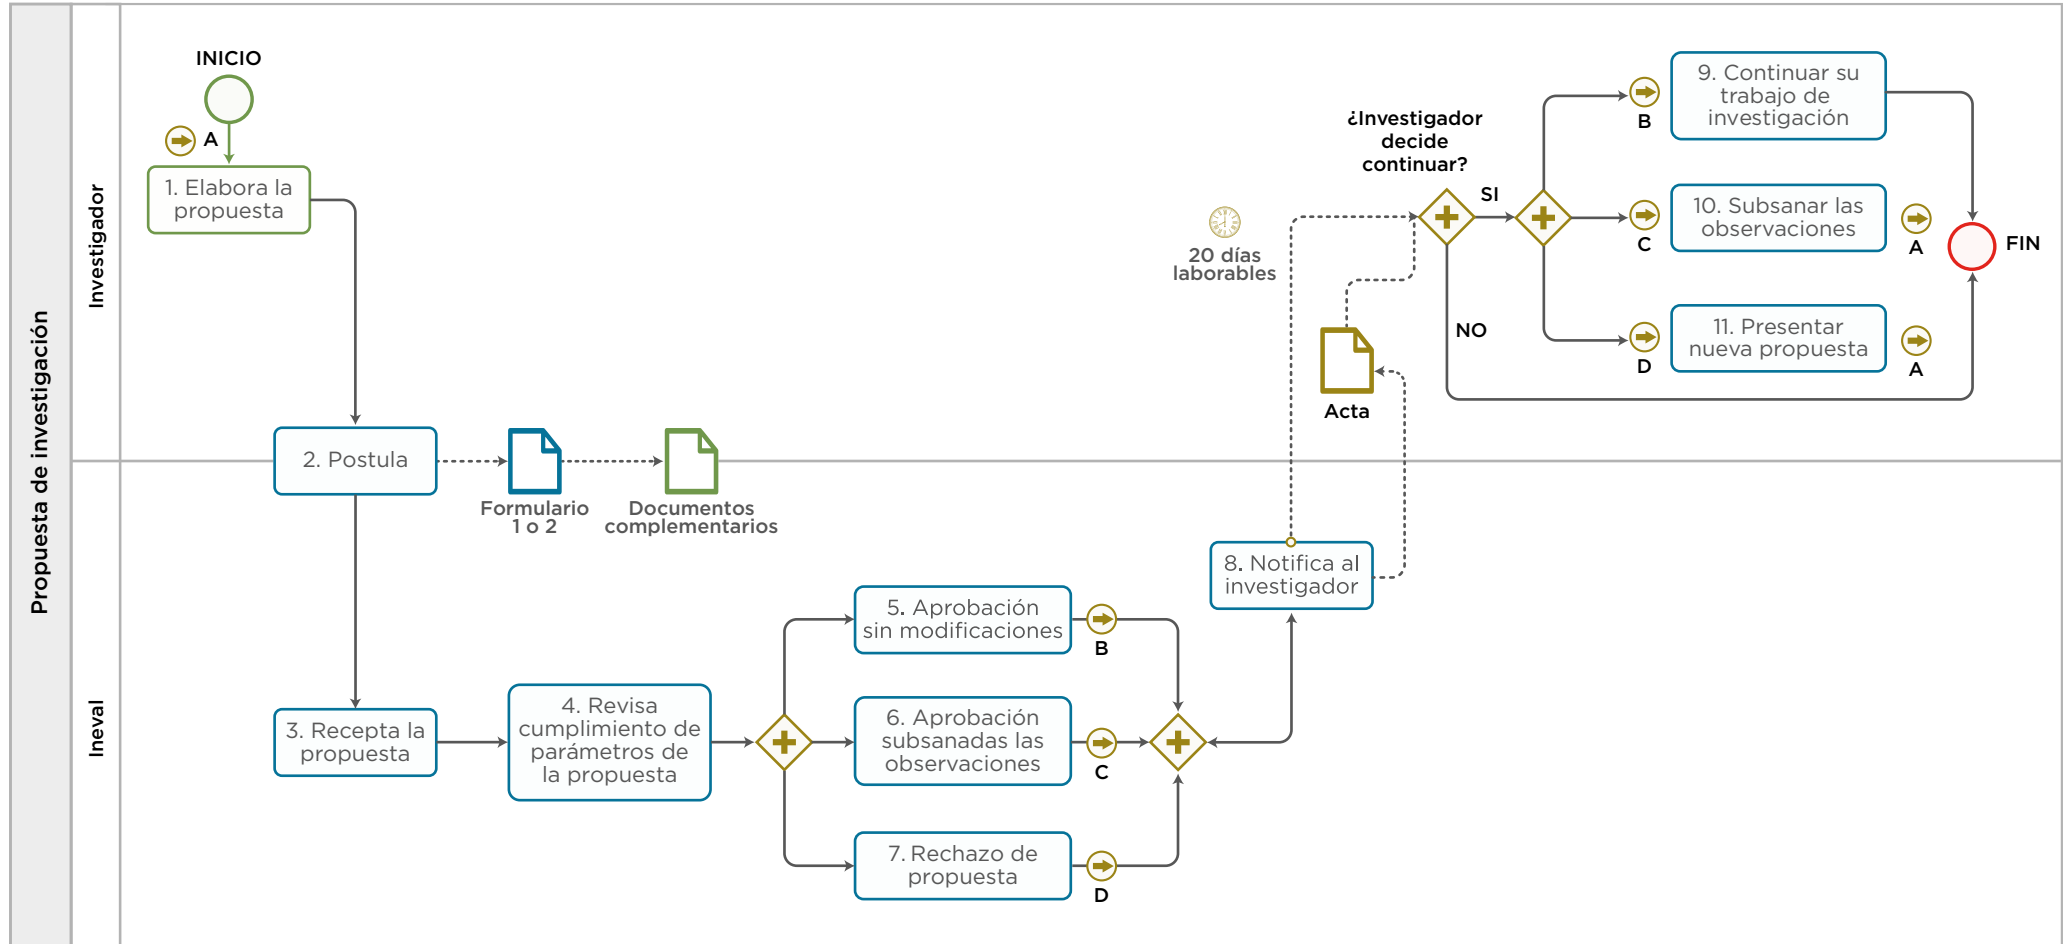 Propuesta de investigación
Investigador
INICIO
A
1. Elabora la
propuesta
2. Postula
Formulario
1 o 2
Documentos
complementarios
20 días
laborables
Acta
¿Investigador
decide
continuar?
SI
NO
B
9. Continuar su
trabajo de
investigación
C
10. Subsanar las
observaciones
A
FIN
D
11. Presentar
nueva propuesta
A
Ineval
3. Recepta la
propuesta
4. Revisa
cumplimiento de
parámetros de
la propuesta
5. Aprobación
sin modificaciones
B
6. Aprobación
subsanadas las
observaciones
C
7. Rechazo de
propuesta
D
8. Notifica al
investigador